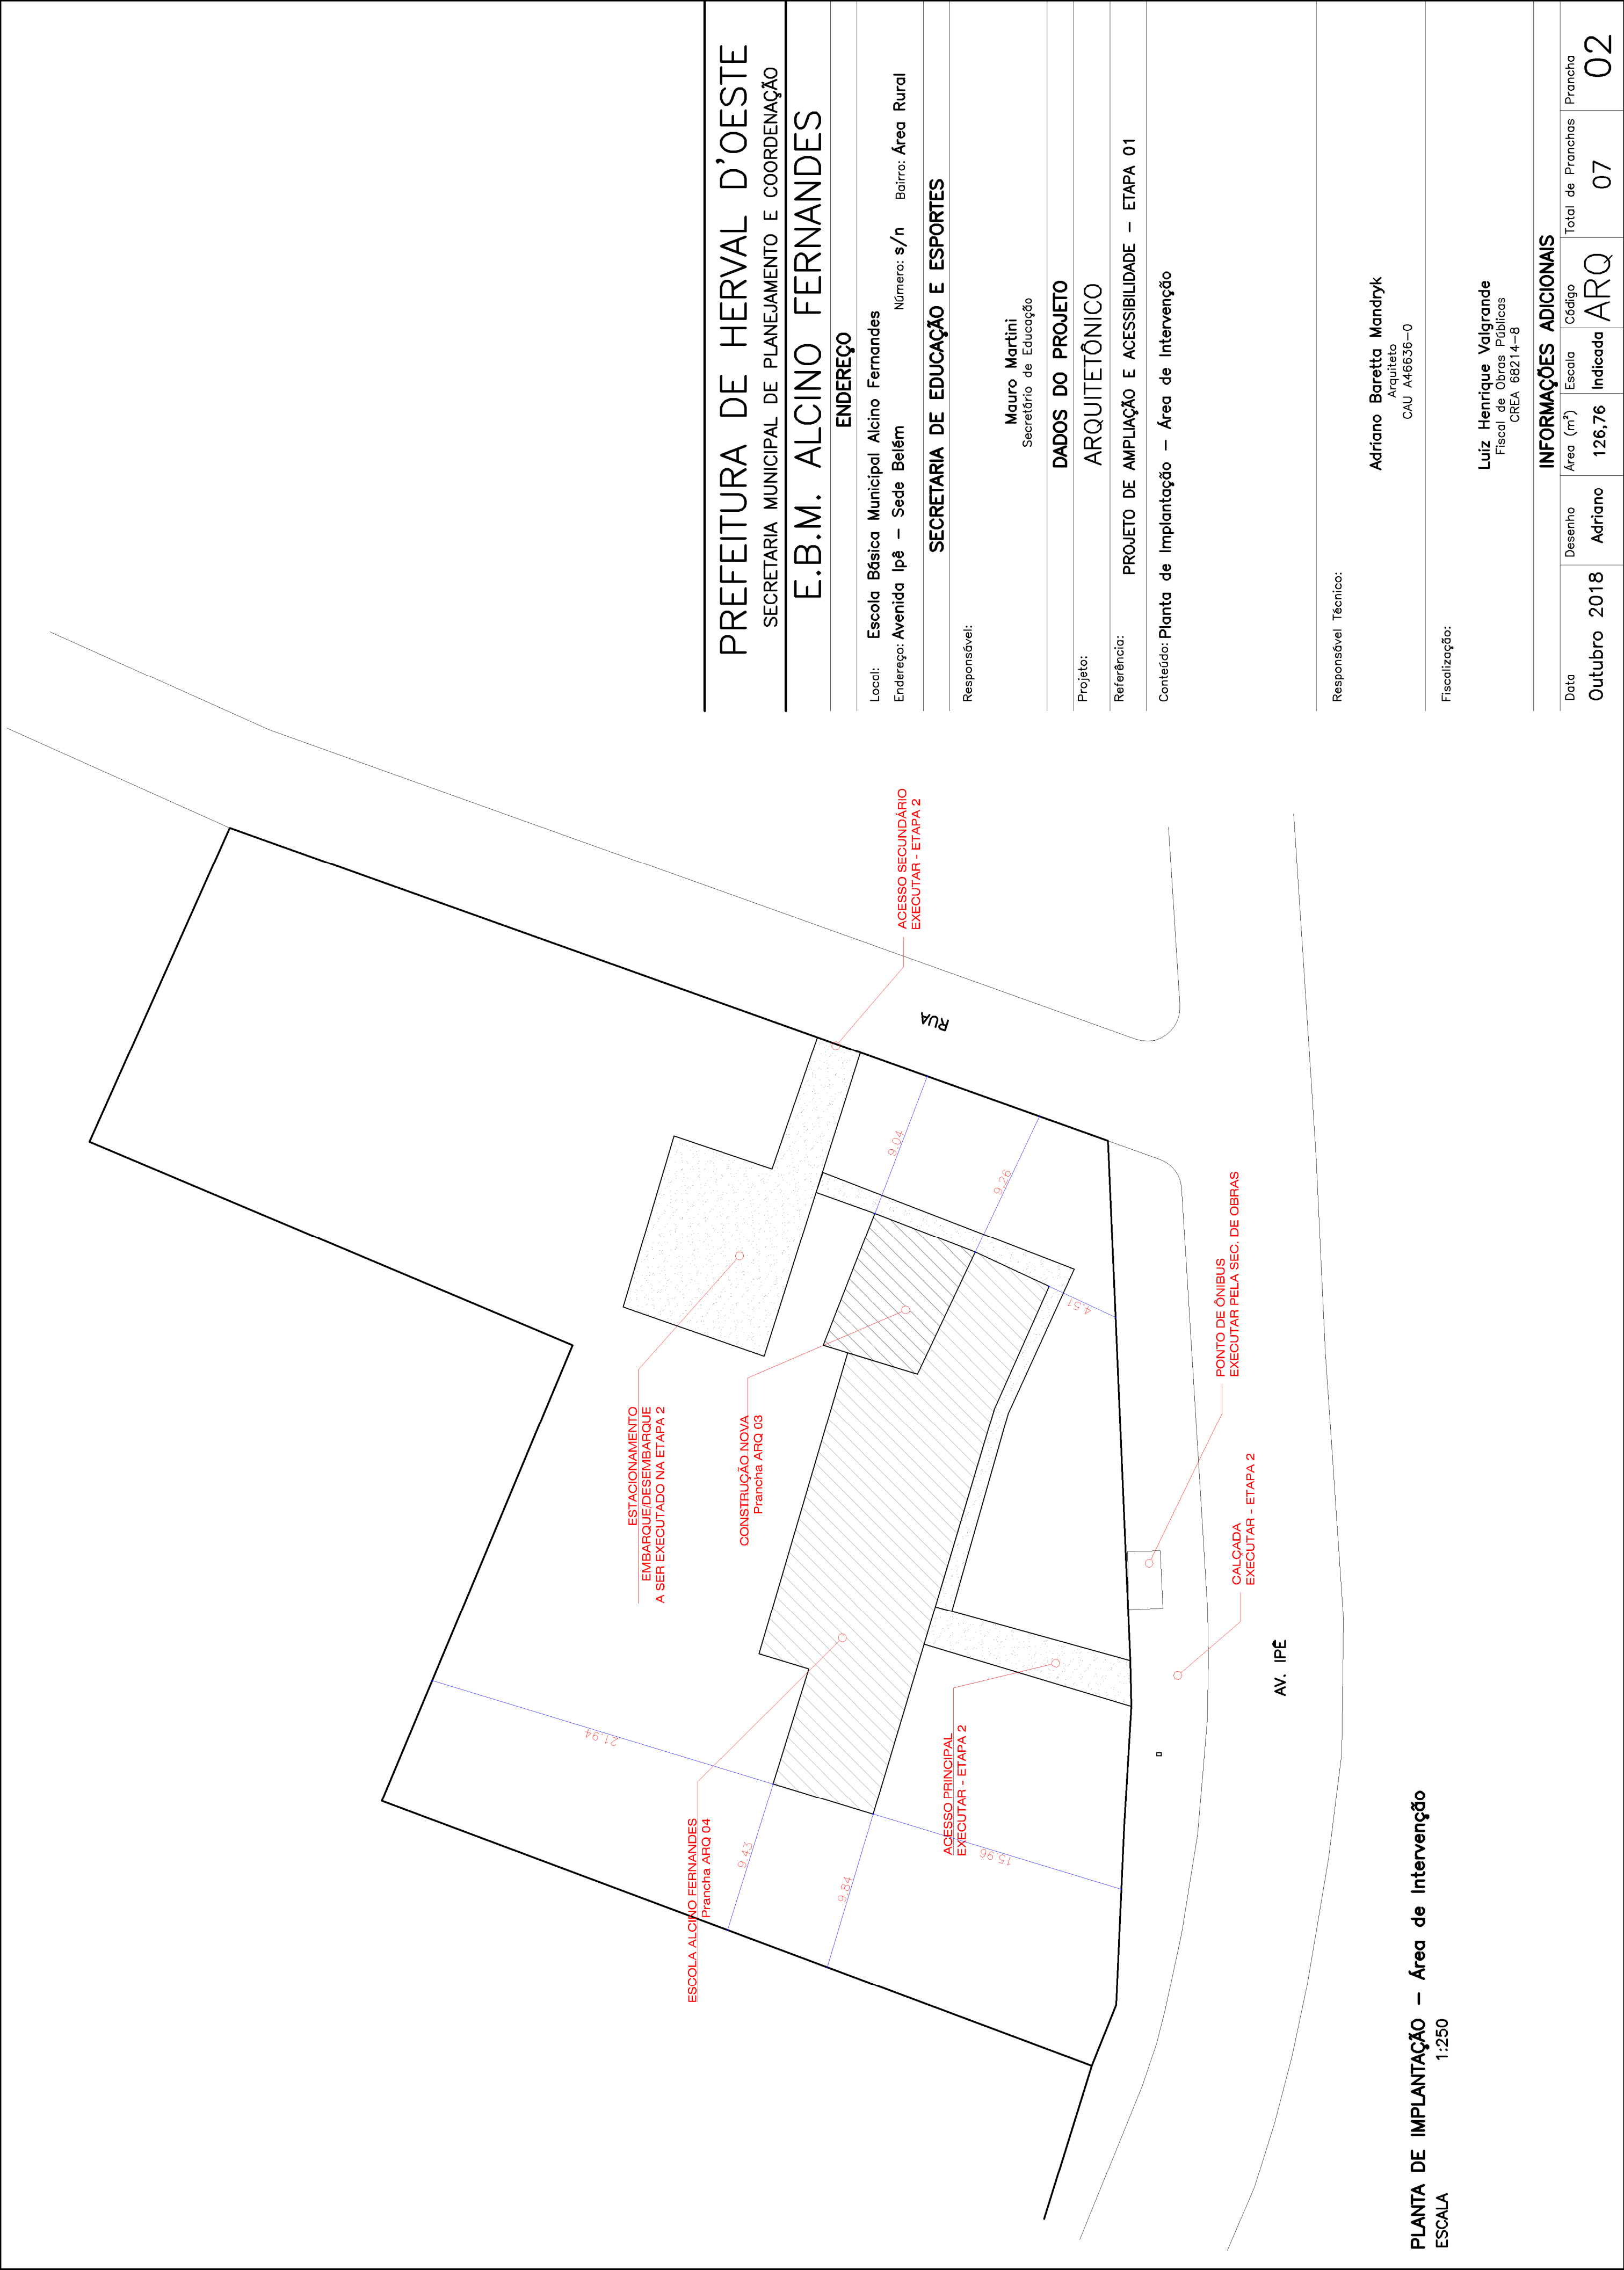 PREFEITURA DE HERVAL D'OESTE
SECRETARIA MUNICIPAL DE PLANEJAMENTO E COORDENAÇÃO
E.B.M. ALCINO FERNANDES
ENDEREÇO
Local: Escola Básica Municipal Alcino Fernandes
Endereço: Avenida Ipê – Sede Belém Número: s/n Bairro: Área Rural
SECRETARIA DE EDUCAÇÃO E ESPORTES
Responsável:
Mauro Martini
Secretário de Educação
DADOS DO PROJETO
Projeto: ARQUITETÔNICO
Referência: PROJETO DE AMPLIAÇÃO E ACESSIBILIDADE – ETAPA 01
Conteúdo: Planta de Implantação – Área de Intervenção
Responsável Técnico:
Adriano Baretta Mandryk
Arquiteto
CAU A46636-0
Fiscalização:
Luiz Henrique Valgrande
Fiscal de Obras Públicas
CREA 68214-8
INFORMAÇÕES ADICIONAIS
Data Desenho Área (m²) Escala Código Total de Pranchas Prancha
Outubro 2018 Adriano 126,76 Indicada ARQ 07 02
ESTACIONAMENTO
EMBARQUE/DESEMBARQUE
A SER EXECUTADO NA ETAPA 2
CONSTRUÇÃO NOVA
Prancha ARQ 03
ESCOLA ALCINO FERNANDES
Prancha ARQ 04
ACESSO SECUNDÁRIO
EXECUTAR - ETAPA 2
ACESSO PRINCIPAL
EXECUTAR - ETAPA 2
PONTO DE ÔNIBUS
EXECUTAR PELA SEC. DE OBRAS
CALÇADA
EXECUTAR - ETAPA 2
RUA
AV. IPÊ
21.94
9.43
9.84
15.96
9.04
9.26
4.51
PLANTA DE IMPLANTAÇÃO – Área de Intervenção
ESCALA 1:250